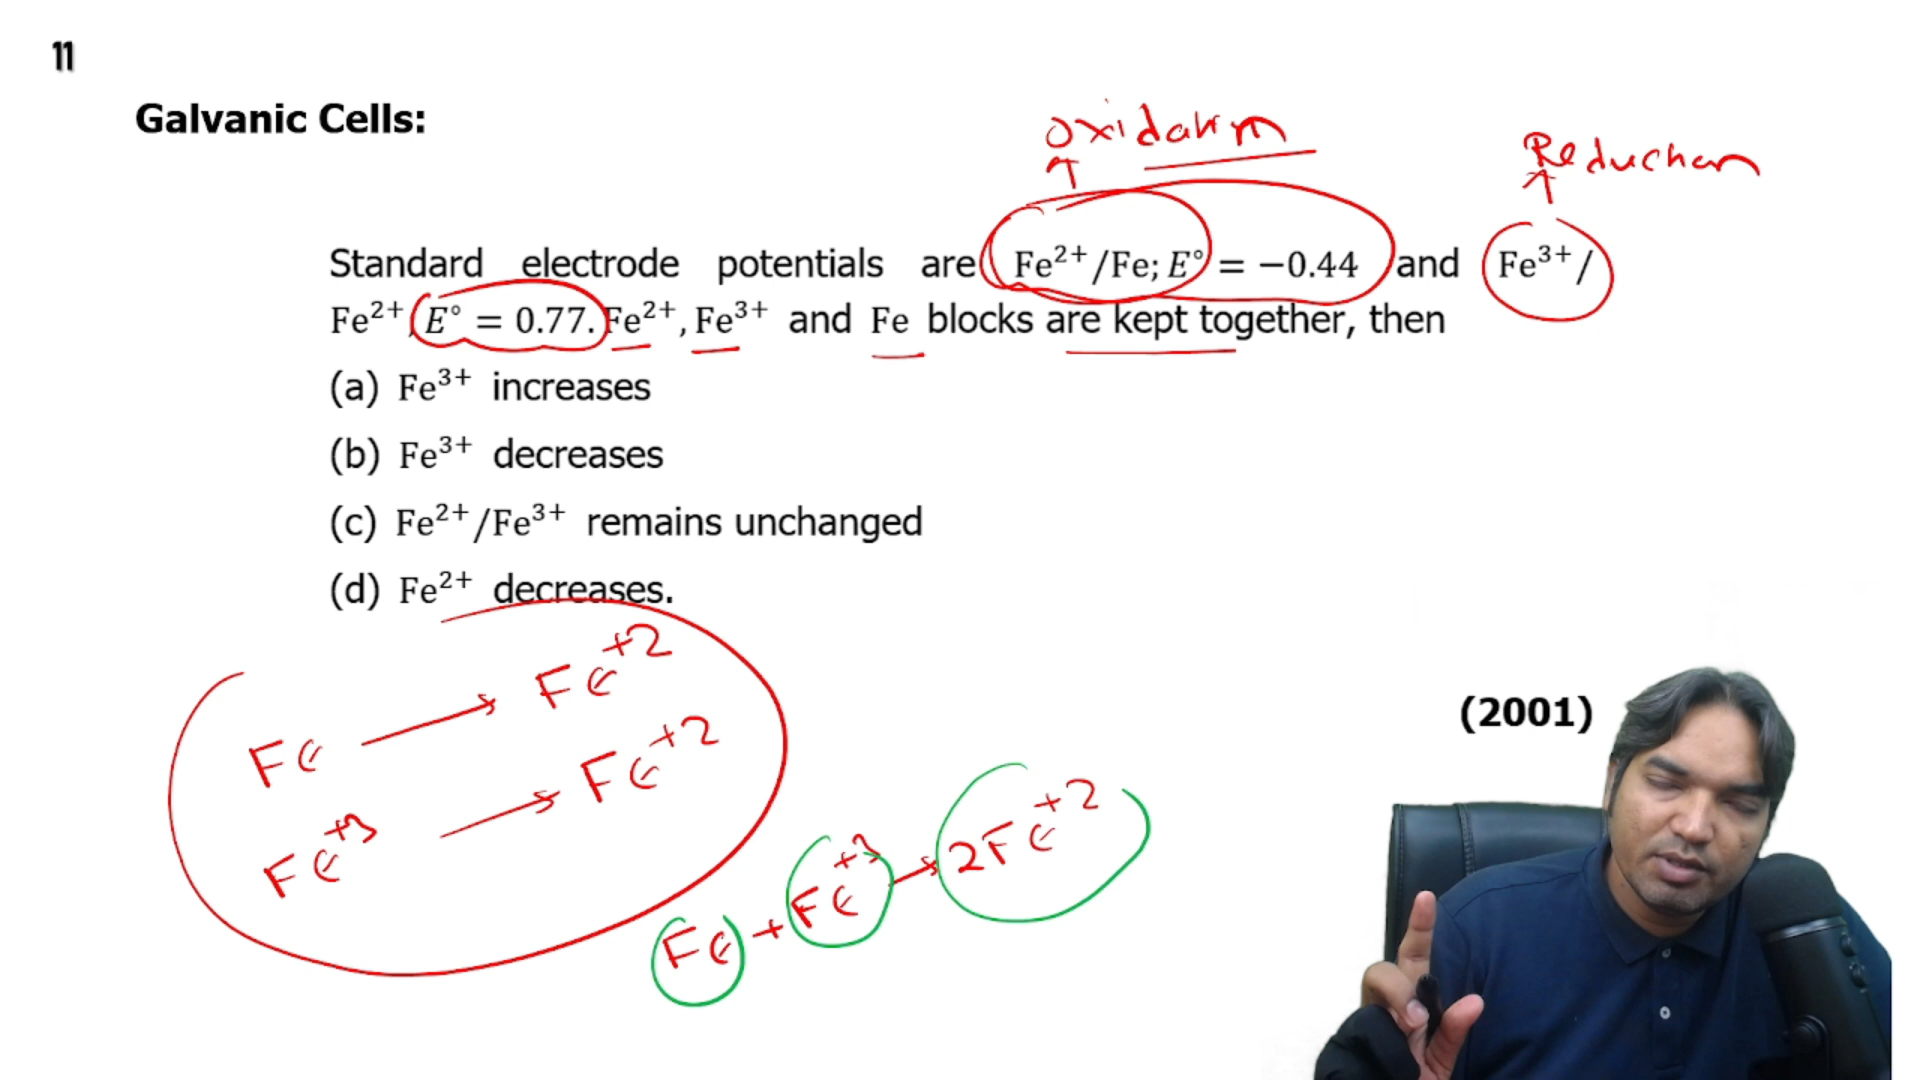 11
Galvanic Cells:
Oxidation
Reduction
Standard electrode potentials are Fe²⁺/Fe; E° = −0.44 and Fe³⁺/
Fe²⁺, E° = 0.77. Fe²⁺, Fe³⁺ and Fe blocks are kept together, then
(a) Fe³⁺ increases
(b) Fe³⁺ decreases
(c) Fe²⁺/Fe³⁺ remains unchanged
(d) Fe²⁺ decreases.
(2001)
Fe → Fe⁺²
Fe⁺³ → Fe⁺²
Fe + Fe⁺³ → 2Fe⁺²